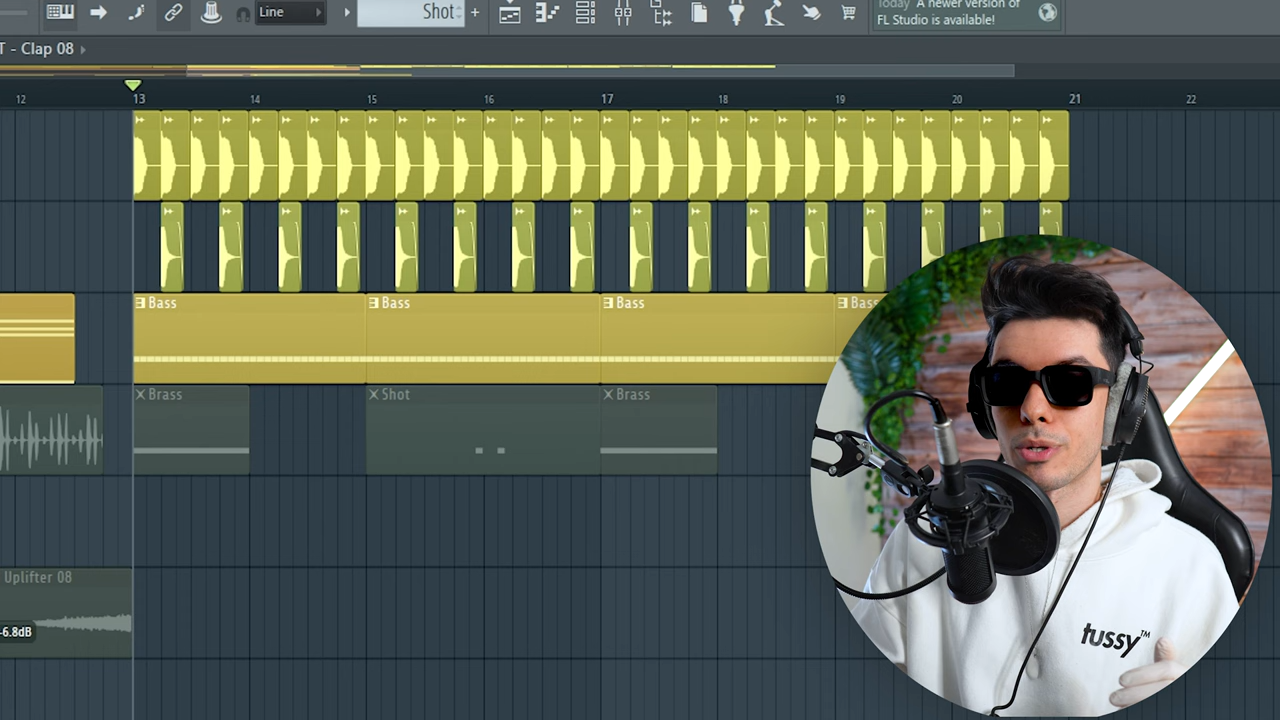 Line
Shot
+
Today A newer version of
FL Studio is available!
T - Clap 08
12 13 14 15 16 17 18 19 20 21 22
Bass Bass Bass Bass
Brass Shot Brass
Uplifter 08
-6.8dB
tussy™